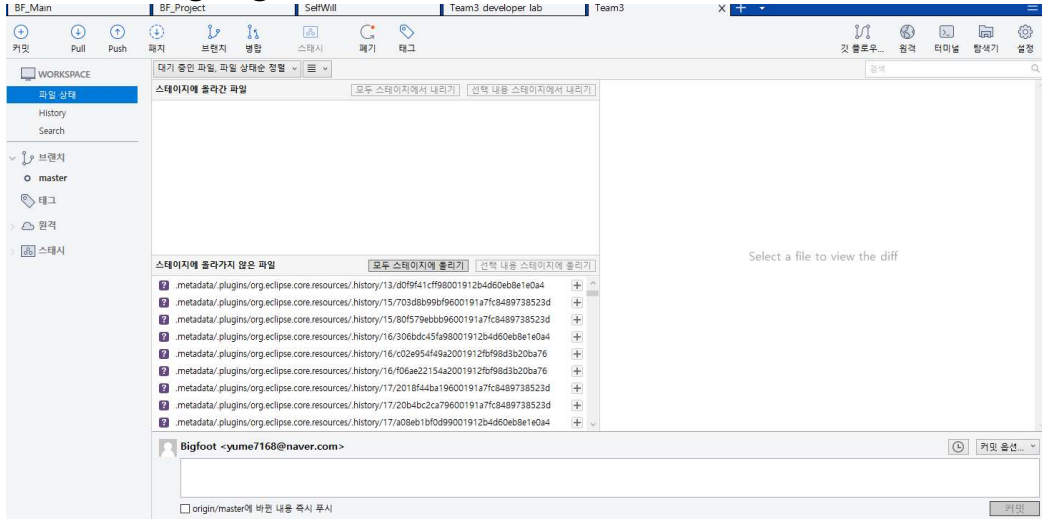 BF_Main BF_Project SelfWill Team3 developer lab Team3
커밋 Pull Push 패치 브랜치 병합 스태시 폐기 태그 깃 플로우... 원격 터미널 탐색기 설정
WORKSPACE
파일 상태
History
Search
브랜치
master
태그
원격
스태시
대기 중인 파일, 파일 상태순 정렬
검색
스테이지에 올라간 파일 모두 스테이지에서 내리기 선택 내용 스테이지에서 내리기
스테이지에 올라가지 않은 파일 모두 스테이지에 올리기 선택 내용 스테이지에 올리기
.metadata/.plugins/org.eclipse.core.resources/.history/13/d0f9f41cff98001912b4d60eb8e1e0a4
.metadata/.plugins/org.eclipse.core.resources/.history/15/703d8b99bf9600191a7fc8489738523d
.metadata/.plugins/org.eclipse.core.resources/.history/15/80f579ebbb9600191a7fc8489738523d
.metadata/.plugins/org.eclipse.core.resources/.history/16/306bdc45fa98001912b4d60eb8e1e0a4
.metadata/.plugins/org.eclipse.core.resources/.history/16/c02e954f49a2001912fbf98d3b20ba76
.metadata/.plugins/org.eclipse.core.resources/.history/16/f06ae22154a2001912fbf98d3b20ba76
.metadata/.plugins/org.eclipse.core.resources/.history/17/2018f44ba19600191a7fc8489738523d
.metadata/.plugins/org.eclipse.core.resources/.history/17/20b4bc2ca79600191a7fc8489738523d
.metadata/.plugins/org.eclipse.core.resources/.history/17/a08eb1bf0d99001912b4d60eb8e1e0a4
Select a file to view the diff
Bigfoot <yume7168@naver.com>
커밋 옵션...
origin/master에 바뀐 내용 즉시 푸시
커밋